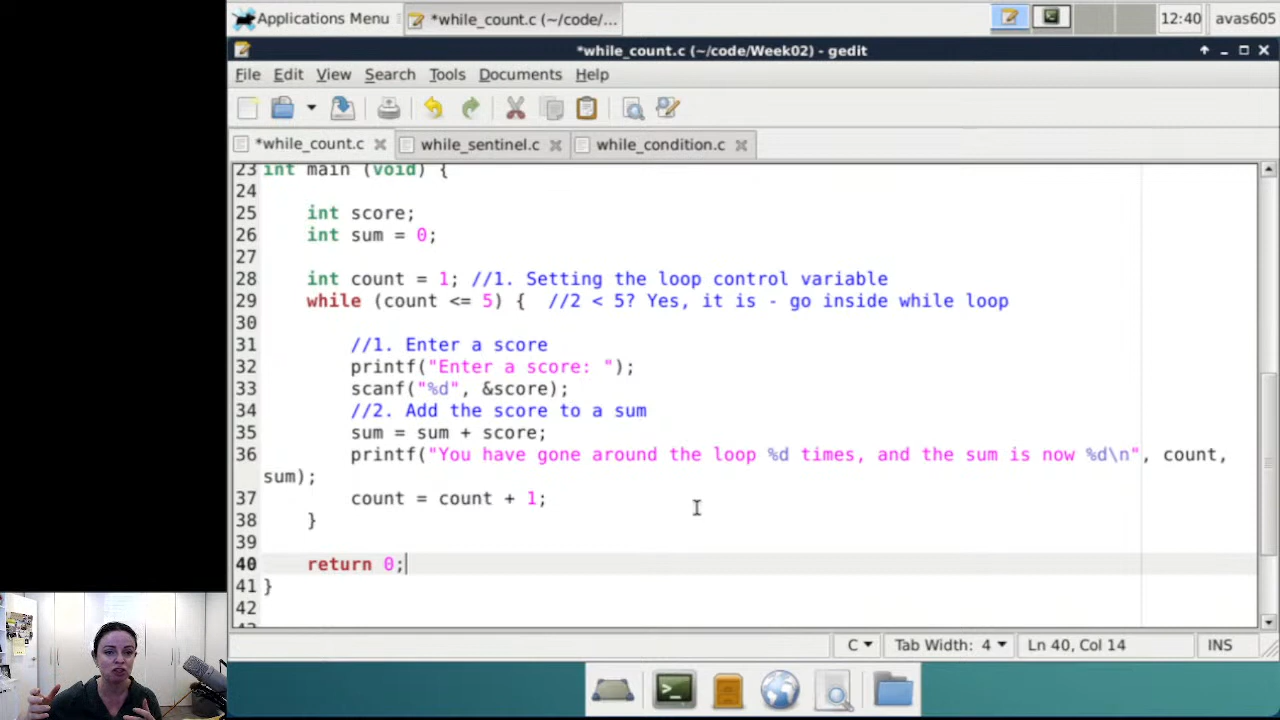 Applications Menu
*while_count.c (~/code/...
12:40
avas605
*while_count.c (~/code/Week02) - gedit
File Edit View Search Tools Documents Help
*while_count.c
while_sentinel.c
while_condition.c
23 int main (void) {
24
25 int score;
26 int sum = 0;
27
28 int count = 1; //1. Setting the loop control variable
29 while (count <= 5) { //2 < 5? Yes, it is - go inside while loop
30
31 //1. Enter a score
32 printf("Enter a score: ");
33 scanf("%d", &score);
34 //2. Add the score to a sum
35 sum = sum + score;
36 printf("You have gone around the loop %d times, and the sum is now %d\n", count,
sum);
37 count = count + 1;
38 }
39
40 return 0;
41 }
42
C Tab Width: 4 Ln 40, Col 14 INS